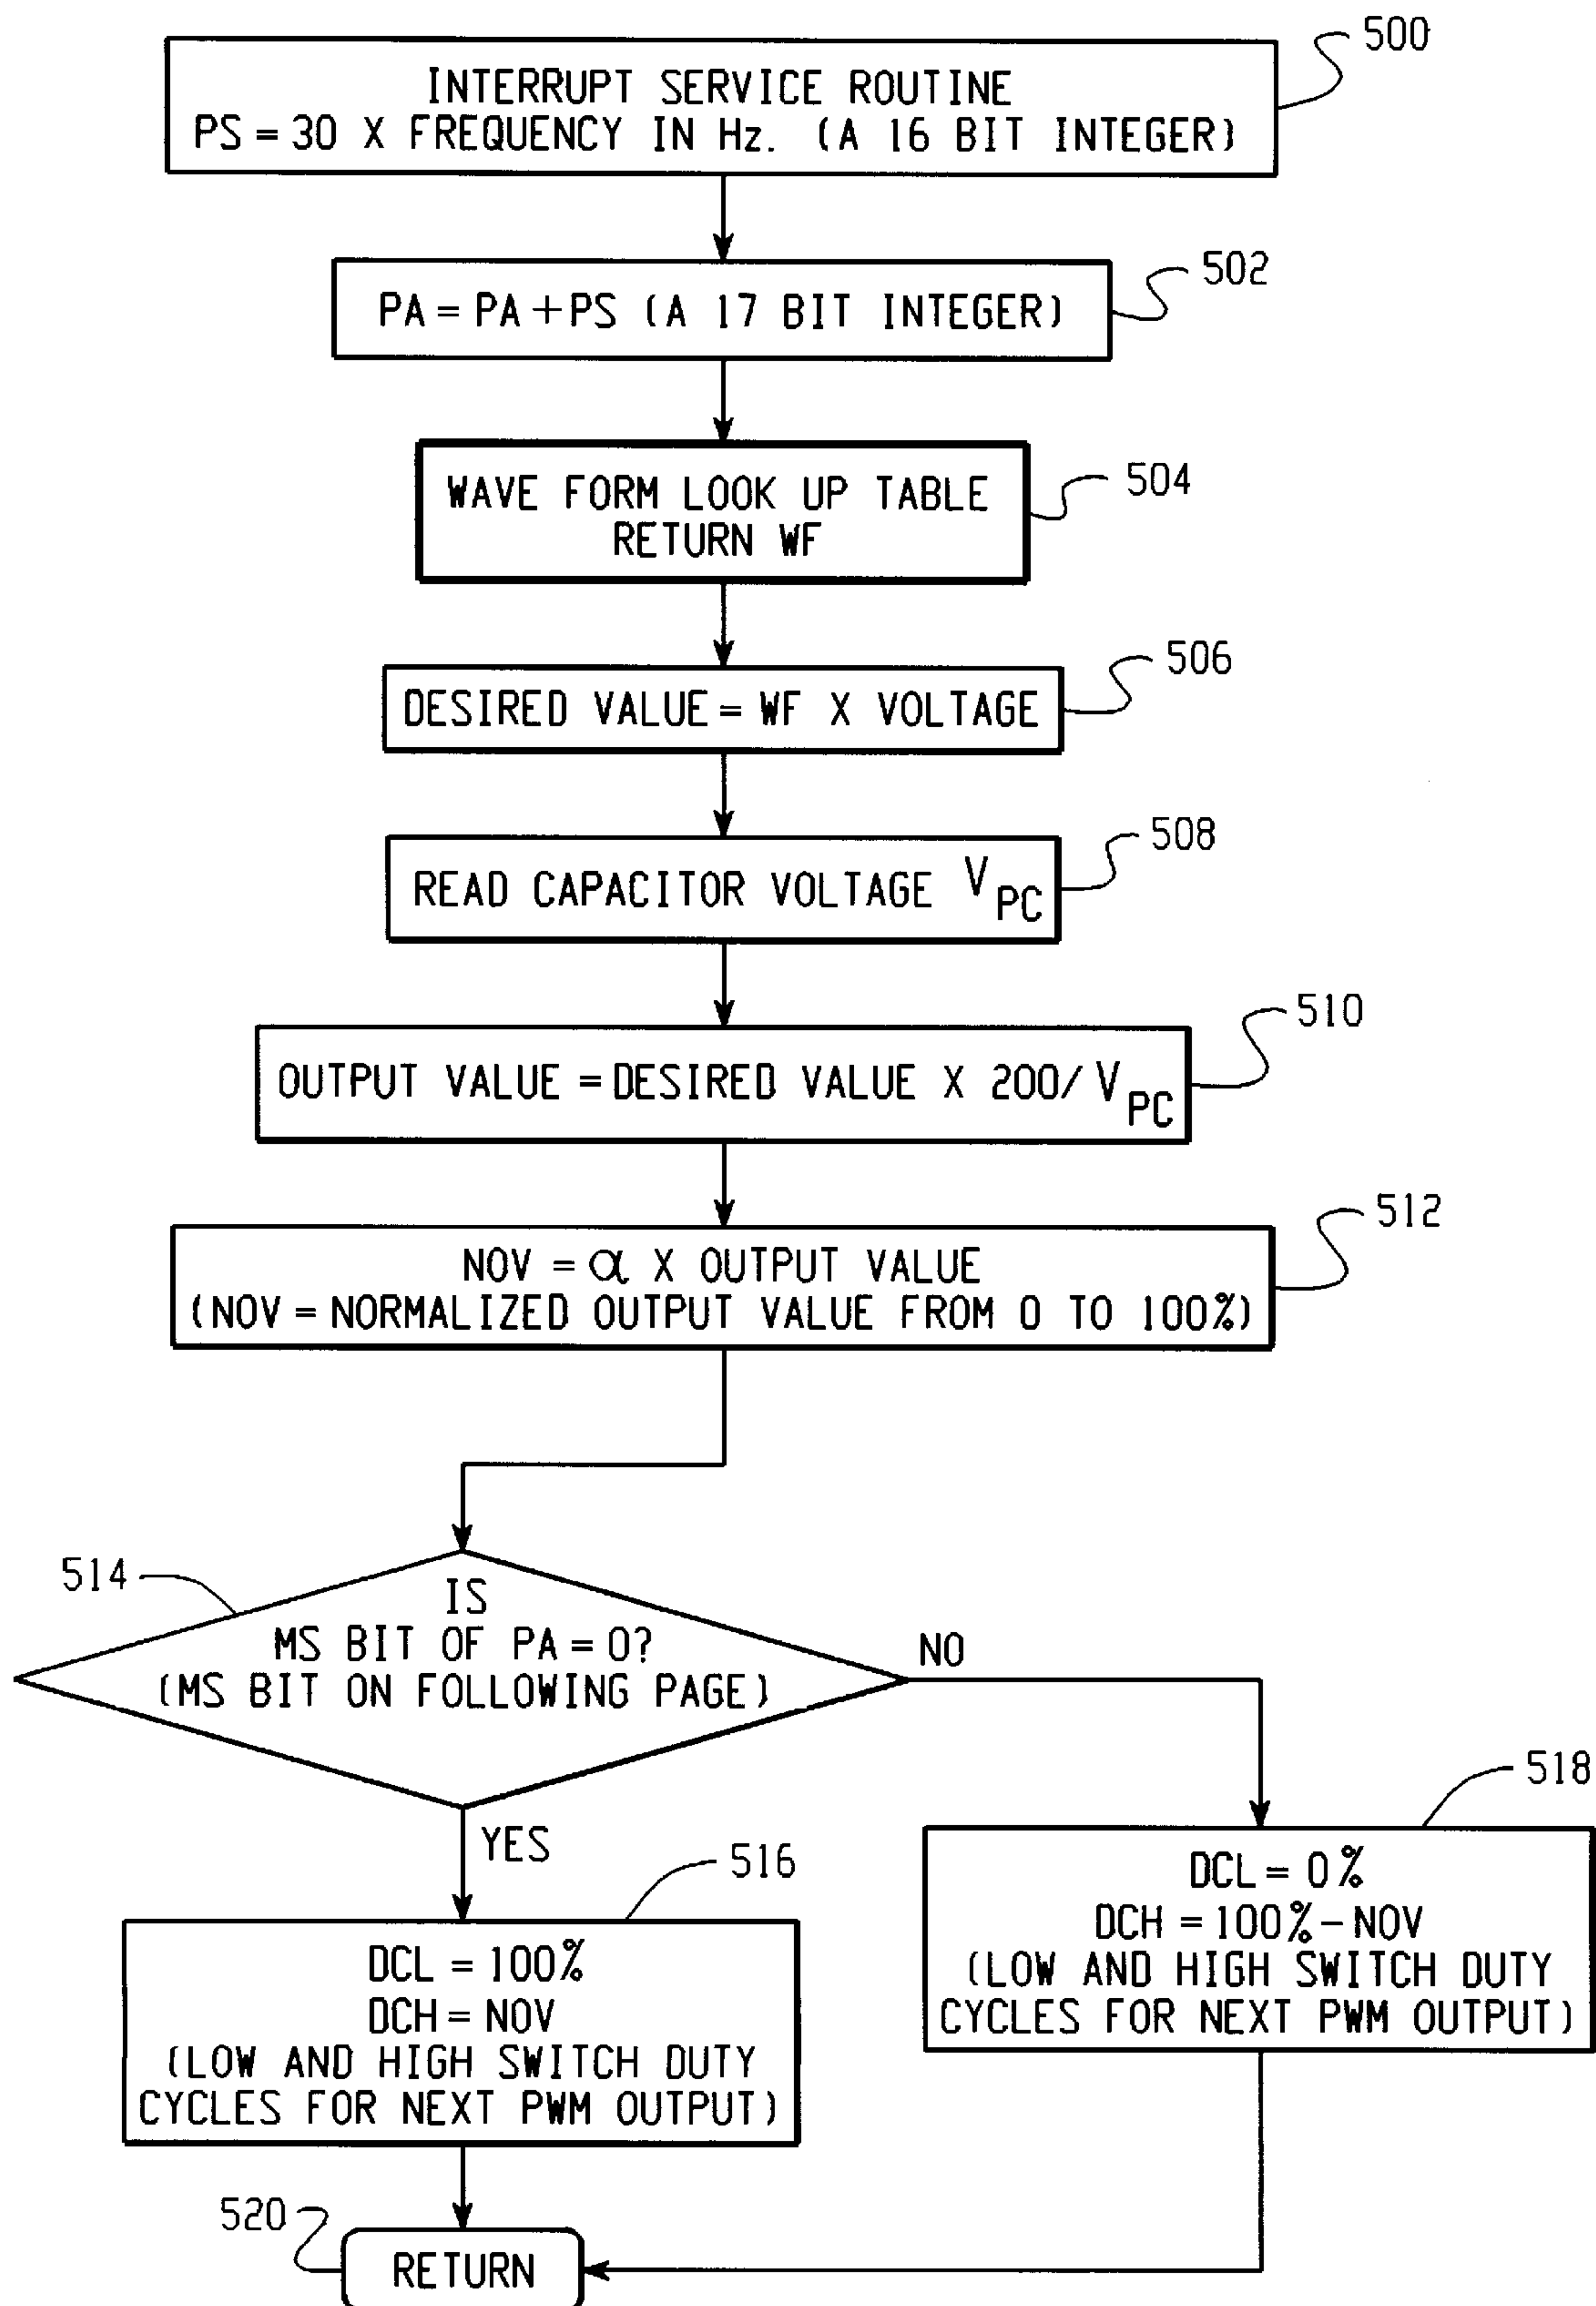 500
INTERRUPT SERVICE ROUTINE
PS = 30 X FREQUENCY IN Hz. (A 16 BIT INTEGER)
502
PA = PA + PS (A 17 BIT INTEGER)
504
WAVE FORM LOOK UP TABLE
RETURN WF
506
DESIRED VALUE = WF X VOLTAGE
508
READ CAPACITOR VOLTAGE VPC
510
OUTPUT VALUE = DESIRED VALUE X 200/ VPC
512
NOV = α X OUTPUT VALUE
(NOV = NORMALIZED OUTPUT VALUE FROM 0 TO 100%)
514
IS
MS BIT OF PA = 0?
(MS BIT ON FOLLOWING PAGE)
NO
YES
518
DCL = 0%
DCH = 100% – NOV
(LOW AND HIGH SWITCH DUTY
CYCLES FOR NEXT PWM OUTPUT)
516
DCL = 100%
DCH = NOV
(LOW AND HIGH SWITCH DUTY
CYCLES FOR NEXT PWM OUTPUT)
520
RETURN